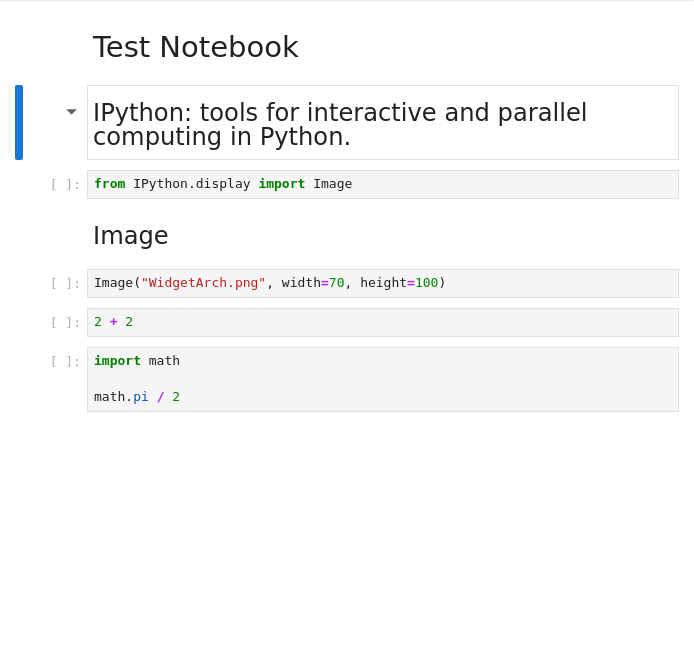 Test Notebook
IPython: tools for interactive and parallel
computing in Python.
[ ]: from IPython.display import Image
Image
[ ]: Image("WidgetArch.png", width=70, height=100)
[ ]: 2 + 2
[ ]: import math
math.pi / 2